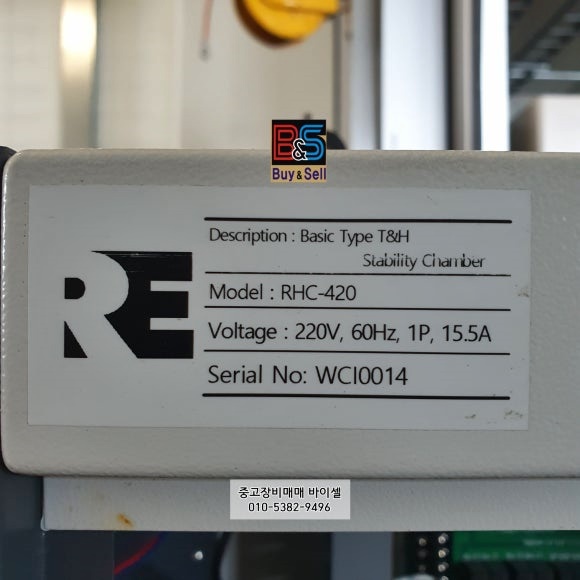 B&S
Buy & Sell
RE
Description : Basic Type T&H
Stability Chamber
Model : RHC-420
Voltage : 220V, 60Hz, 1P, 15.5A
Serial No: WCI0014
중고장비매매 바이셀
010-5382-9496